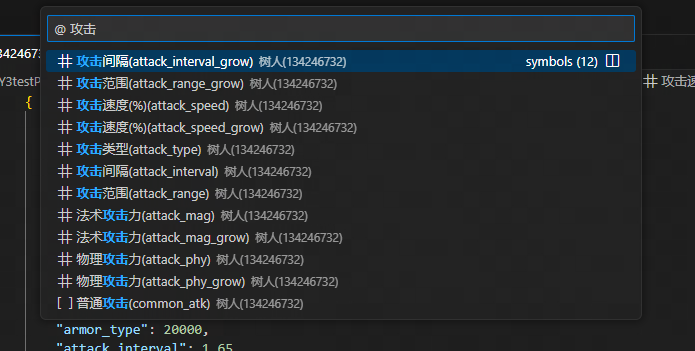 @ 攻击
3424673
攻击间隔(attack_interval_grow) 树人(134246732) symbols (12)
Y3testP
攻击范围(attack_range_grow) 树人(134246732)
攻击速
{
攻击速度(%)(attack_speed) 树人(134246732)
攻击速度(%)(attack_speed_grow) 树人(134246732)
攻击类型(attack_type) 树人(134246732)
攻击间隔(attack_interval) 树人(134246732)
攻击范围(attack_range) 树人(134246732)
法术攻击力(attack_mag) 树人(134246732)
法术攻击力(attack_mag_grow) 树人(134246732)
物理攻击力(attack_phy) 树人(134246732)
物理攻击力(attack_phy_grow) 树人(134246732)
[ ] 普通攻击(common_atk) 树人(134246732)
"armor_type": 20000,
"attack_interval": 1.65,